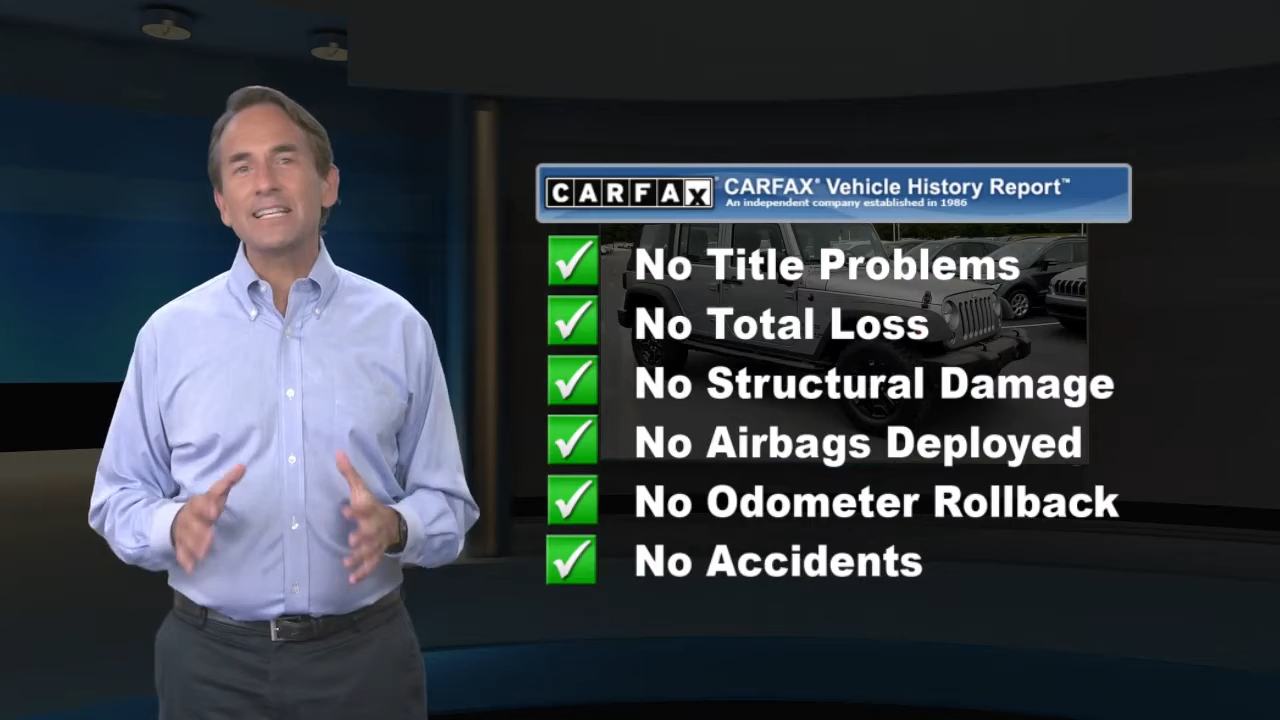 CARFAX® CARFAX® Vehicle History Report™
An independent company established in 1986
No Title Problems
No Total Loss
No Structural Damage
No Airbags Deployed
No Odometer Rollback
No Accidents